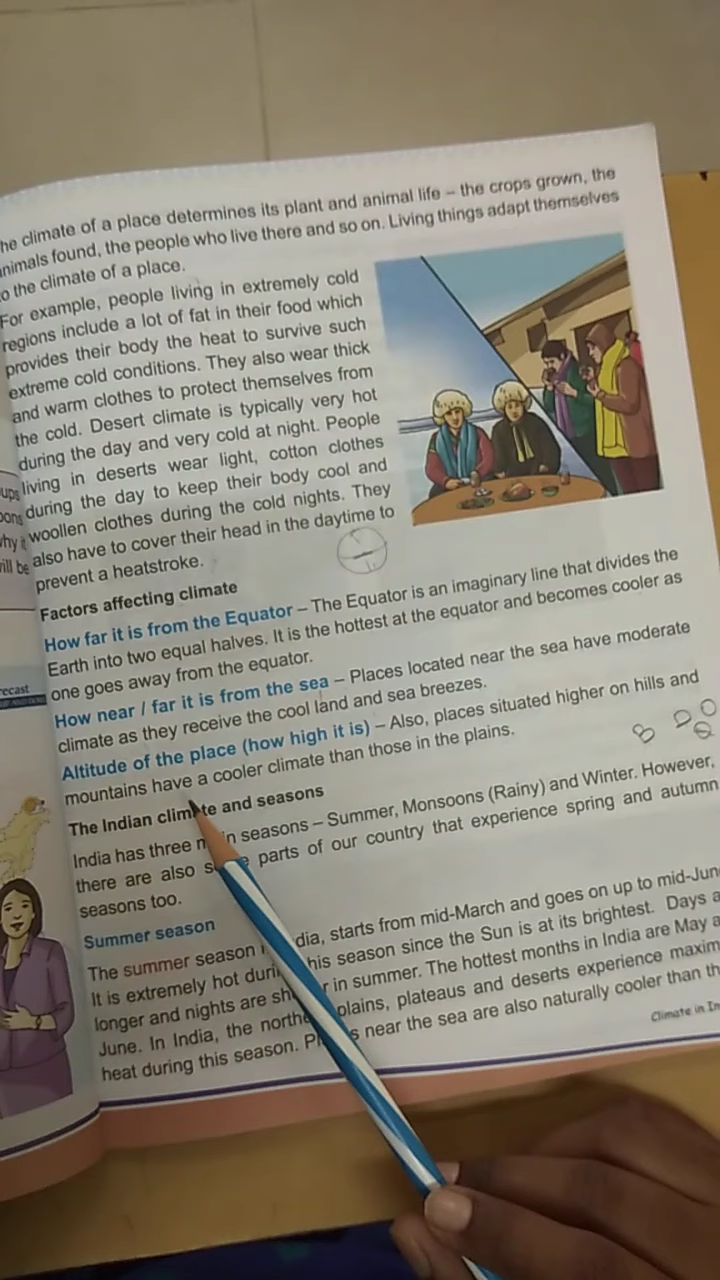 he climate of a place determines its plant and animal life – the crops grown, the
nimals found, the people who live there and so on. Living things adapt themselves
o the climate of a place.
For example, people living in extremely cold
regions include a lot of fat in their food which
provides their body the heat to survive such
extreme cold conditions. They also wear thick
and warm clothes to protect themselves from
the cold. Desert climate is typically very hot
during the day and very cold at night. People
living in deserts wear light, cotton clothes
during the day to keep their body cool and
woollen clothes during the cold nights. They
also have to cover their head in the daytime to
prevent a heatstroke.
Factors affecting climate
How far it is from the Equator – The Equator is an imaginary line that divides the
Earth into two equal halves. It is the hottest at the equator and becomes cooler as
one goes away from the equator.
How near / far it is from the sea – Places located near the sea have moderate
climate as they receive the cool land and sea breezes.
Altitude of the place (how high it is) – Also, places situated higher on hills and
mountains have a cooler climate than those in the plains.
The Indian climate and seasons
India has three m in seasons – Summer, Monsoons (Rainy) and Winter. However,
there are also s e parts of our country that experience spring and autumn
seasons too.
Summer season
The summer season dia, starts from mid-March and goes on up to mid-Jun
It is extremely hot duri his season since the Sun is at its brightest. Days a
longer and nights are sh r in summer. The hottest months in India are May a
June. In India, the northe plains, plateaus and deserts experience maxim
heat during this season. Pl s near the sea are also naturally cooler than th
Climate in In
ups
ons
hy i
ill be
ecast